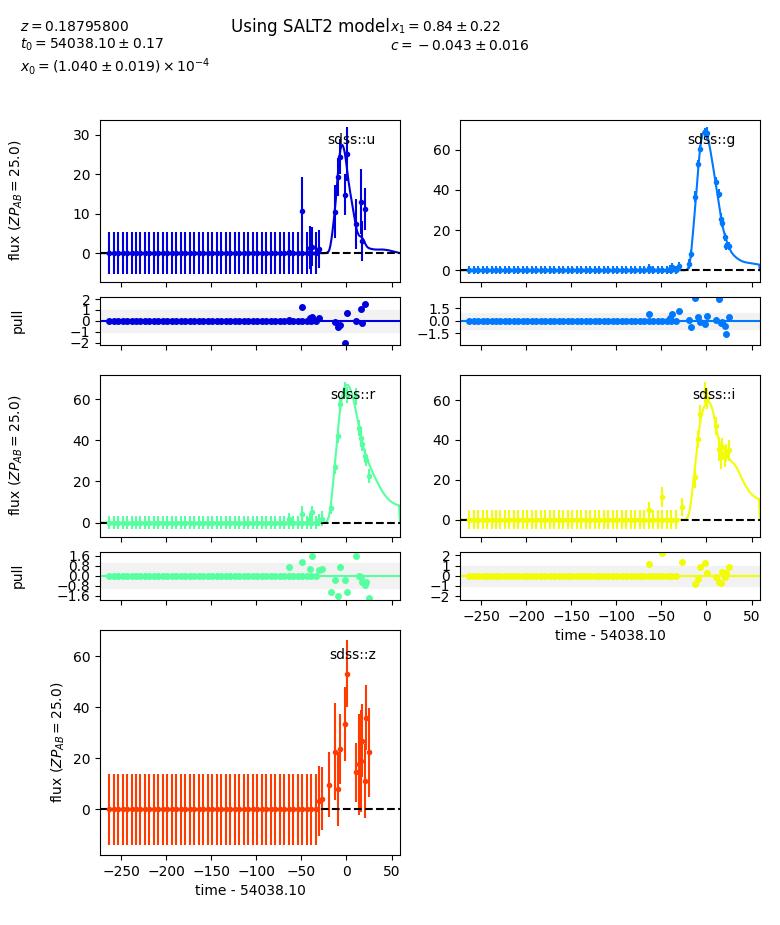 Using SALT2 model
z = 0.18795800
t₀ = 54038.10 ± 0.17
x₀ = (1.040 ± 0.019) × 10⁻⁴
x₁ = 0.84 ± 0.22
c = −0.043 ± 0.016
sdss::u
flux (ZP_AB = 25.0)
30
20
10
0
pull
2
1
0
−1
−2
sdss::g
60
40
20
0
1.5
0.0
−1.5
sdss::r
flux (ZP_AB = 25.0)
60
40
20
0
pull
1.6
0.8
0.0
−0.8
−1.6
sdss::i
60
40
20
0
2
1
0
−1
−2
−250 −200 −150 −100 −50 0 50
time - 54038.10
sdss::z
flux (ZP_AB = 25.0)
60
40
20
0
−250 −200 −150 −100 −50 0 50
time - 54038.10